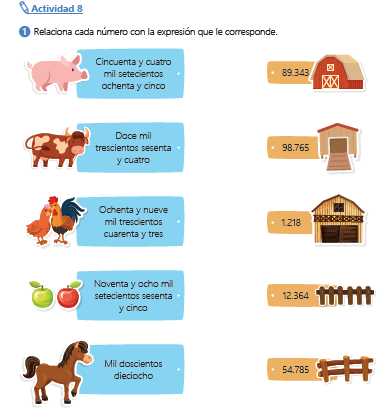 Actividad 8
1 Relaciona cada número con la expresión que le corresponde.
Cincuenta y cuatro
mil setecientos
ochenta y cinco
89.343
Doce mil
trescientos sesenta
y cuatro
98.765
Ochenta y nueve
mil trescientos
cuarenta y tres
1.218
Noventa y ocho mil
setecientos sesenta
y cinco
12.364
Mil doscientos
dieciocho
54.785